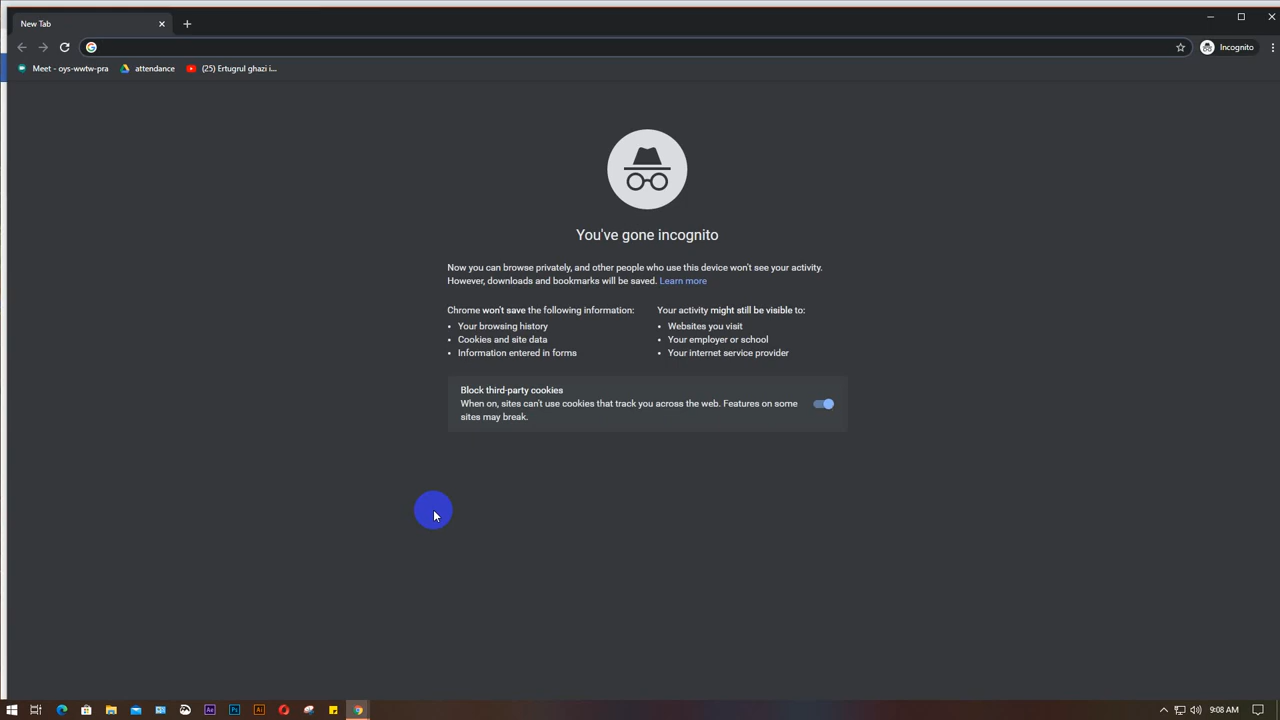 New Tab
Incognito
Meet - oys-wwtw-pra
attendance
(25) Ertugrul ghazi i...
You've gone incognito
Now you can browse privately, and other people who use this device won't see your activity.
However, downloads and bookmarks will be saved. Learn more
Chrome won't save the following information:
Your browsing history
Cookies and site data
Information entered in forms
Your activity might still be visible to:
Websites you visit
Your employer or school
Your internet service provider
Block third-party cookies
When on, sites can't use cookies that track you across the web. Features on some
sites may break.
Ae
Ps
Ai
9:08 AM